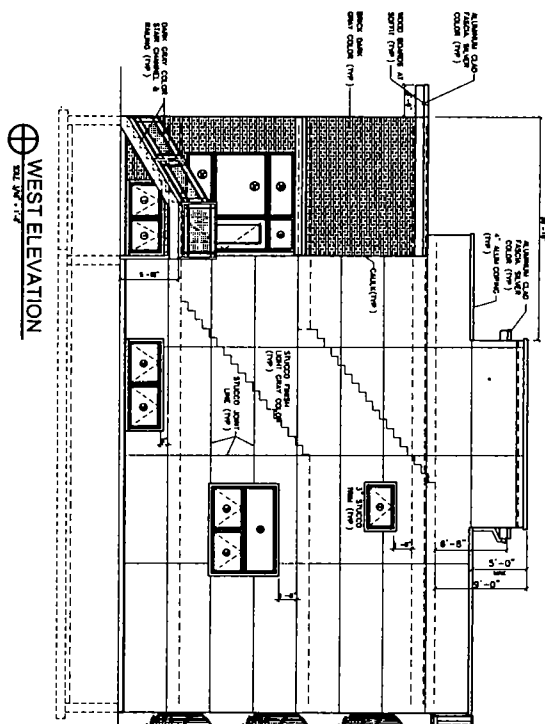 ALUMINUM CLAD
FASCIA SILVER
COLOR (TYP)
WOOD BOARDS AT
SOFFIT (TYP)
BRICK DARK
GRAY COLOR (TYP)
DARK GRAY COLOR
STAIR CHANNEL &
RAILING (TYP)
ALUMINUM CLAD
FASCIA SILVER
COLOR (TYP)
4" ALUM COPING
(TYP)
CAULK(TYP)
STUCCO FINISH
LIGHT GRAY COLOR
(TYP)
STUCCO JOINT
LINE (TYP)
3" STUCCO
TRIM (TYP)
6'-8"
5'-0"
9'-0"
WEST ELEVATION